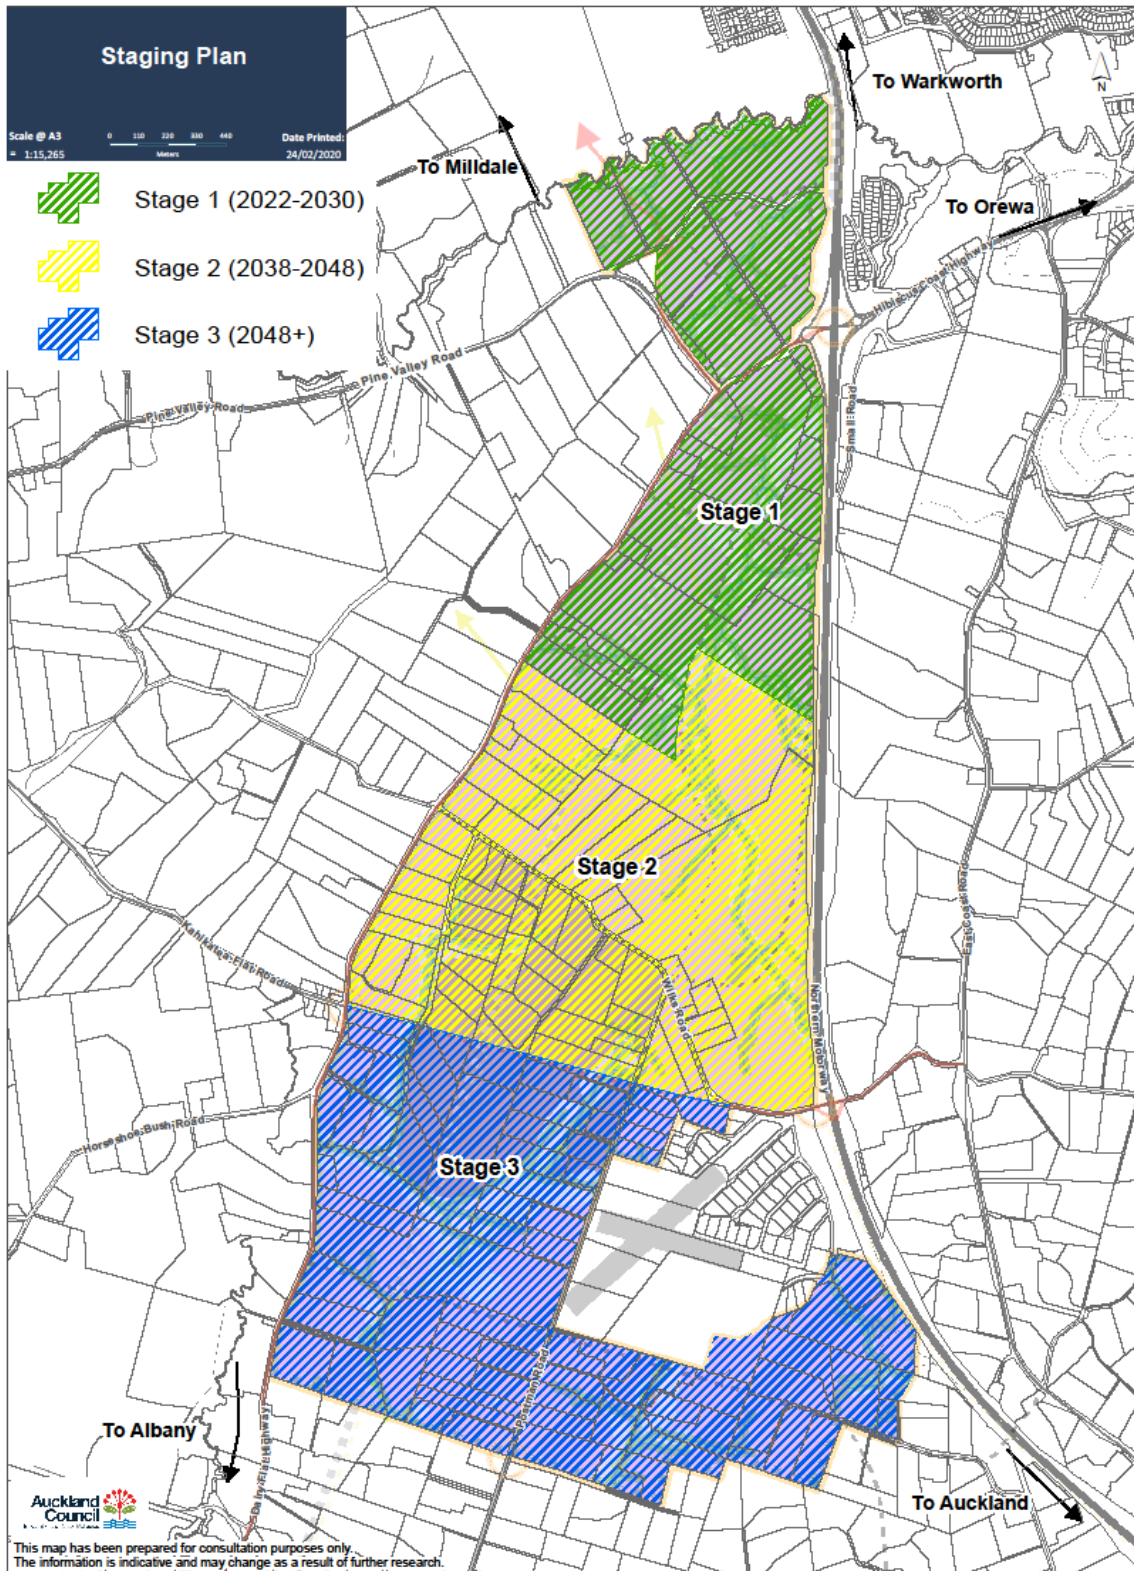 Staging Plan
Scale @ A3
= 1:15,265
0 110 220 330 440
Meters
Date Printed:
24/02/2020
Stage 1 (2022-2030)
Stage 2 (2038-2048)
Stage 3 (2048+)
To Warkworth
N
To Milldale
To Orewa
Hibiscus Coast Highway
Pine Valley Road
Pine Valley Road
Small Road
Stage 1
Stage 2
East Coast Road
Kahikatea Flat Road
Wilks Road
Northern Motorway
Horseshoe Bush Road
Stage 3
Postman Road
To Albany
Dairy Flat Highway
To Auckland
Auckland
Council
This map has been prepared for consultation purposes only.
The information is indicative and may change as a result of further research.